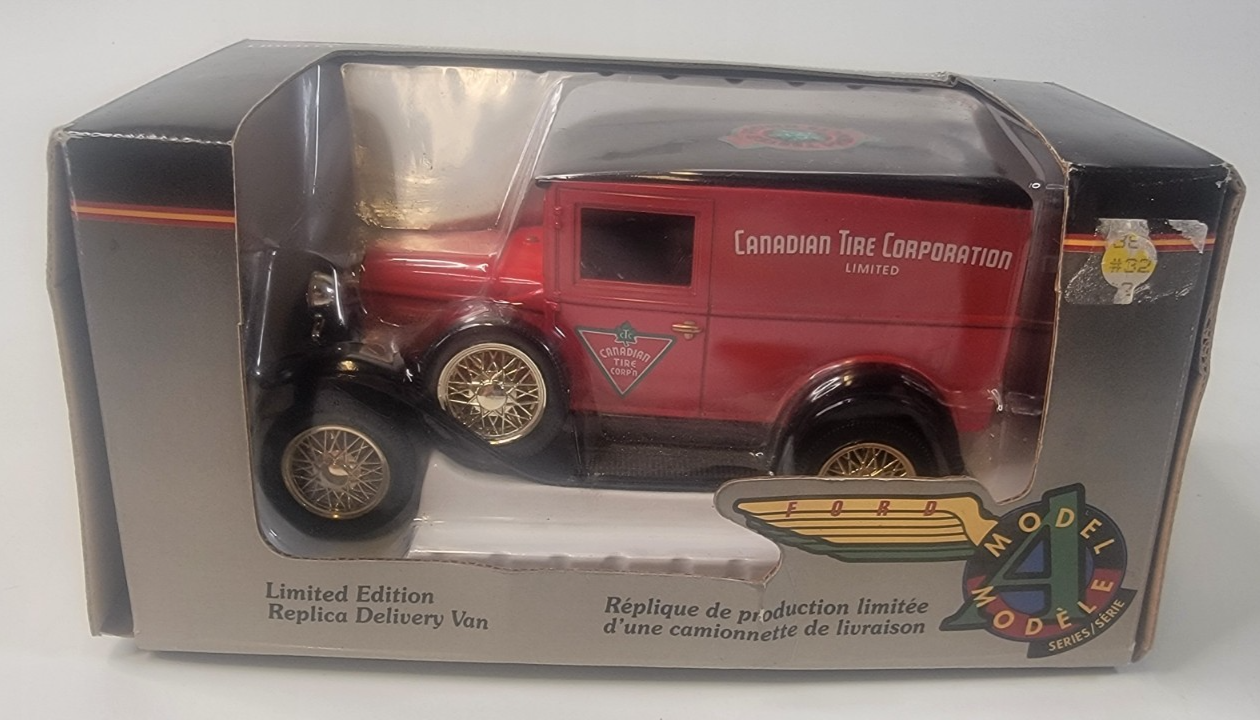 CANADIAN TIRE CORPORATION
LIMITED
CTC
CANADIAN
TIRE
CORP'N
#32
FORD
MODEL
A
MODÈLE
SERIES/SÉRIE
Limited Edition
Replica Delivery Van
Réplique de production limitée
d'une camionnette de livraison